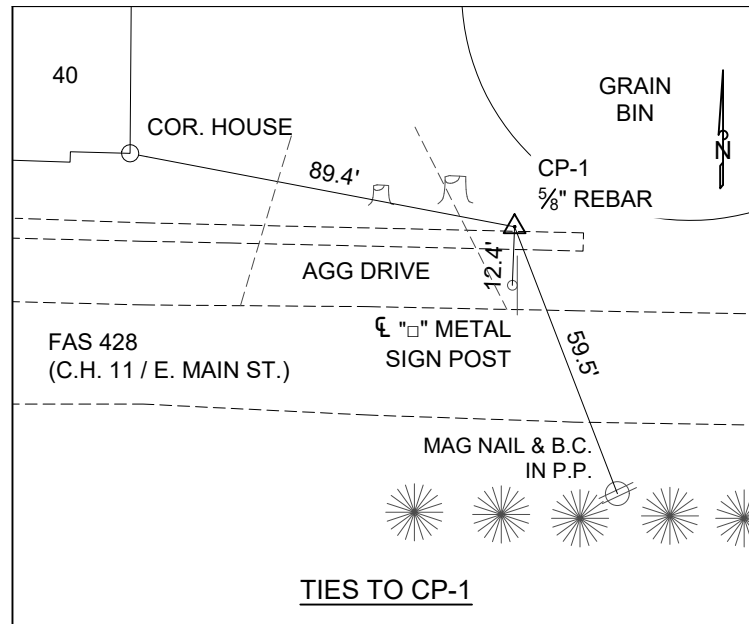 40
COR. HOUSE
GRAIN
BIN
N
CP-1
⅝" REBAR
89.4'
AGG DRIVE
12.4'
℄ "□" METAL
SIGN POST
59.5'
FAS 428
(C.H. 11 / E. MAIN ST.)
MAG NAIL & B.C.
IN P.P.
TIES TO CP-1